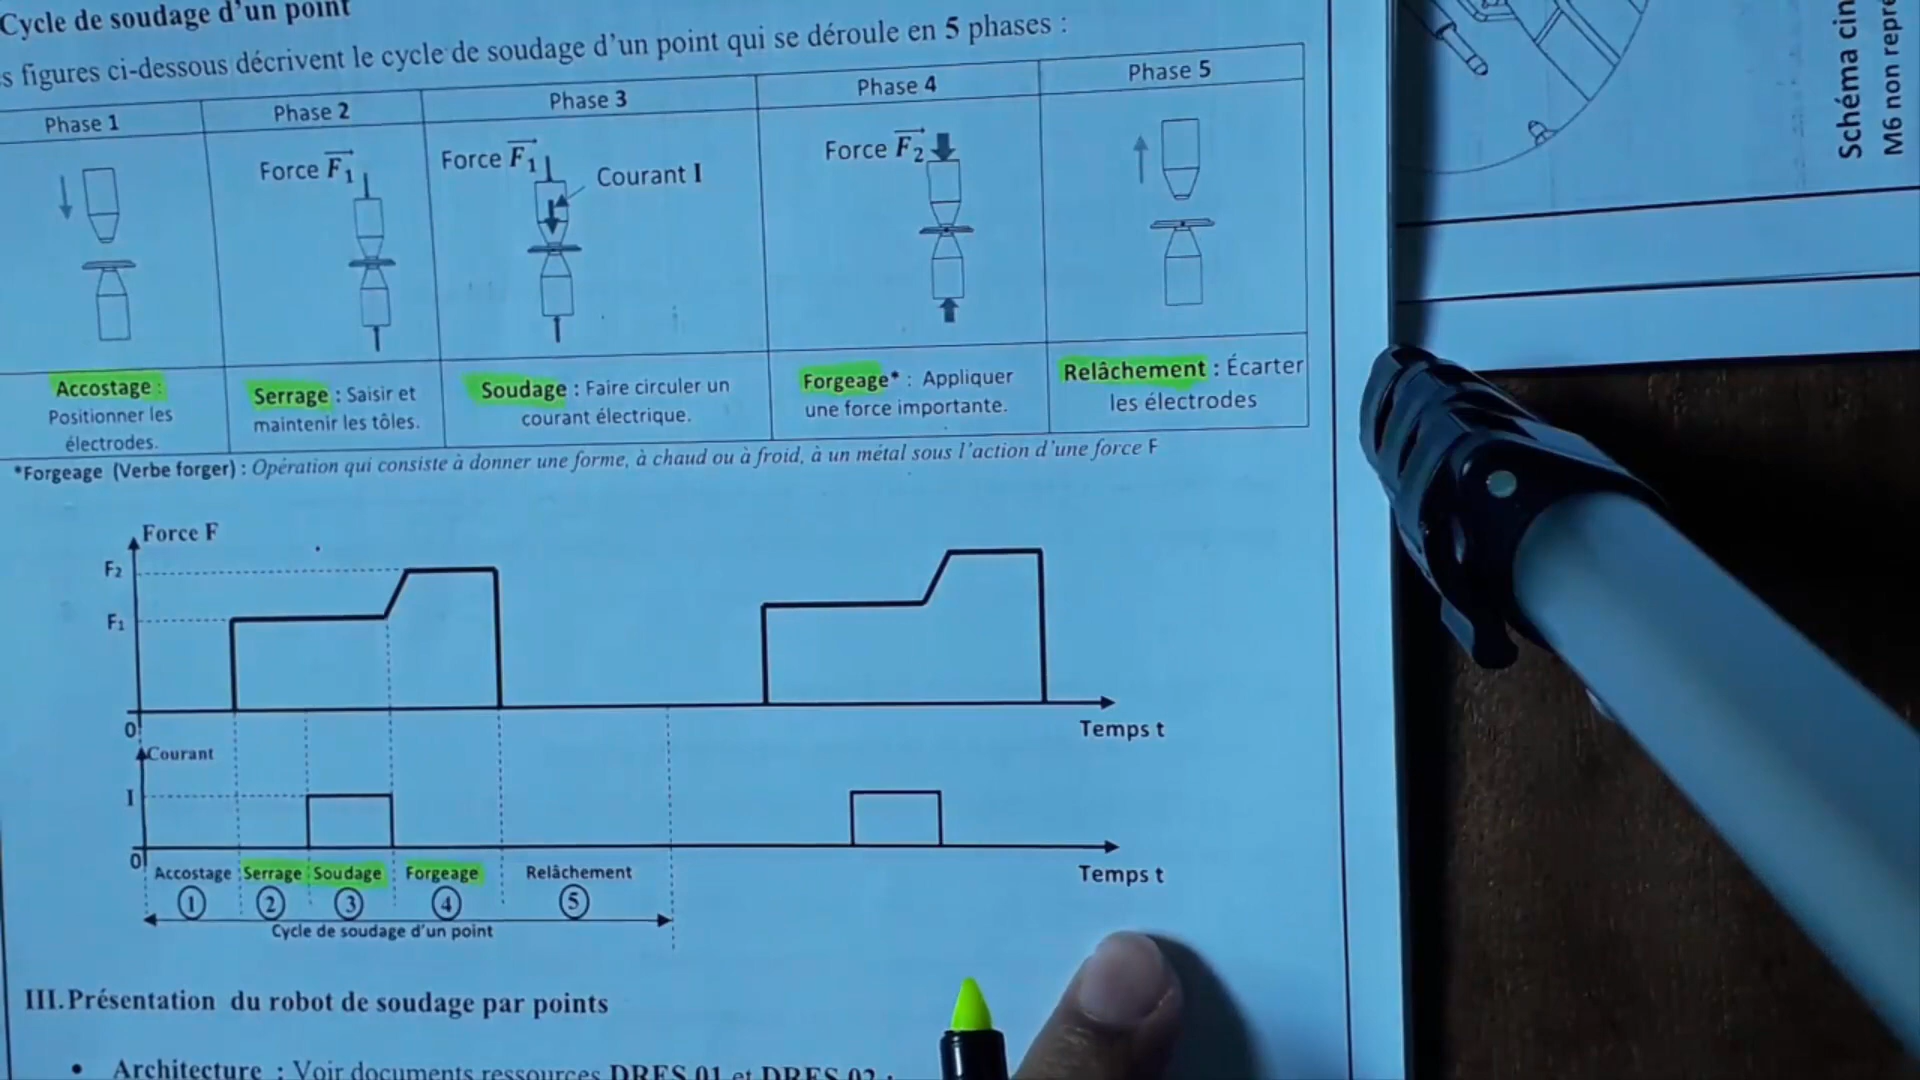 Cycle de soudage d'un point
s figures ci-dessous décrivent le cycle de soudage d'un point qui se déroule en 5 phases :
Phase 1
Phase 2
Phase 3
Phase 4
Phase 5
Force F1
Force F1
Courant I
Force F2
Accostage :
Positionner les
électrodes.
Serrage : Saisir et
maintenir les tôles.
Soudage : Faire circuler un
courant électrique.
Forgeage* : Appliquer
une force importante.
Relâchement : Écarter
les électrodes
*Forgeage (Verbe forger) : Opération qui consiste à donner une forme, à chaud ou à froid, à un métal sous l'action d'une force F
Force F
F2
F1
0
Temps t
Courant
I
0
Temps t
Accostage Serrage Soudage Forgeage Relâchement
1 2 3 4 5
Cycle de soudage d'un point
III. Présentation du robot de soudage par points
• Architecture : Voir documents ressources DRES 01 et DRES 02 .
Schéma cin
M6 non repré